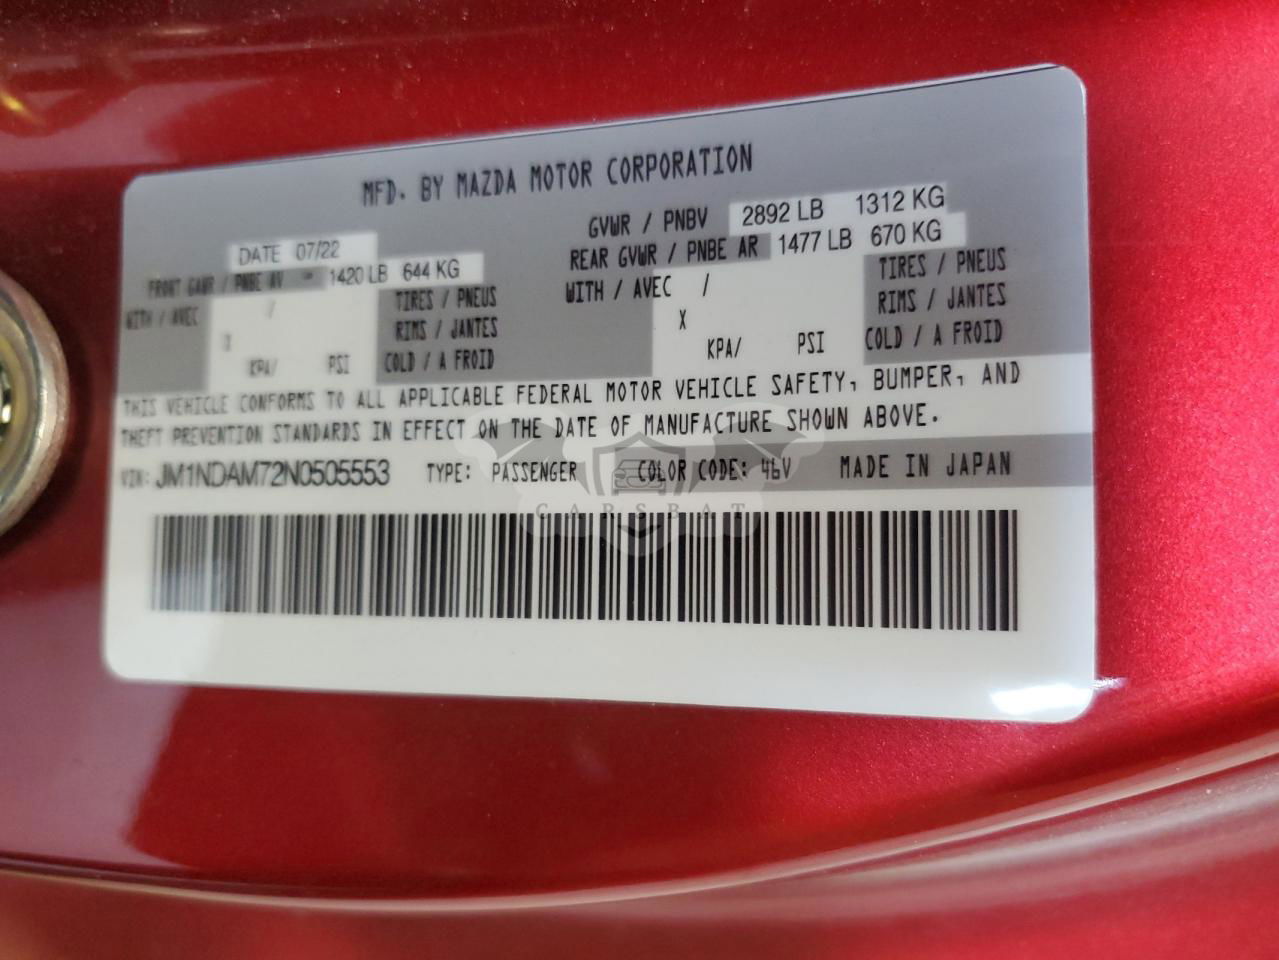 MFD. BY MAZDA MOTOR CORPORATION
DATE 07/22 GVWR / PNBV 2892 LB 1312 KG
FRONT GAWR / PNBE AV 1420 LB 644 KG REAR GVWR / PNBE AR 1477 LB 670 KG
WITH / AVEC / TIRES / PNEUS WITH / AVEC / TIRES / PNEUS
X RIMS / JANTES X RIMS / JANTES
KPA/ PSI COLD / A FROID KPA/ PSI COLD / A FROID
THIS VEHICLE CONFORMS TO ALL APPLICABLE FEDERAL MOTOR VEHICLE SAFETY, BUMPER, AND
THEFT PREVENTION STANDARDS IN EFFECT ON THE DATE OF MANUFACTURE SHOWN ABOVE.
VIN: JM1NDAM72N0505553 TYPE: PASSENGER COLOR CODE: 46V MADE IN JAPAN
CARSBAT